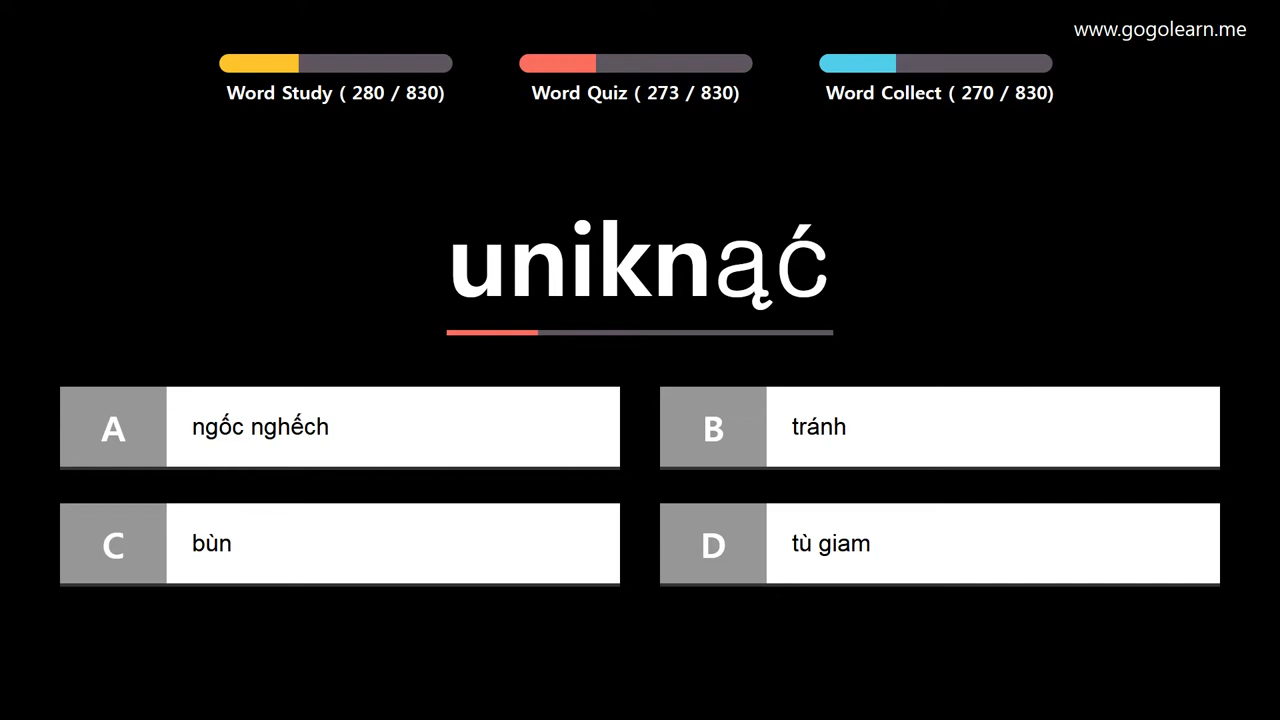 www.gogolearn.me
Word Study ( 280 / 830)
Word Quiz ( 273 / 830)
Word Collect ( 270 / 830)
uniknąć
A
ngốc nghếch
B
tránh
C
bùn
D
tù giam